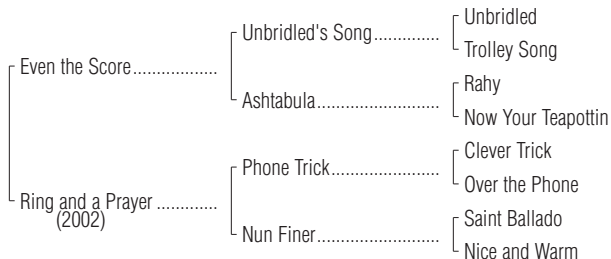 Unbridled
Unbridled's Song..............
Trolley Song
Even the Score..................
Rahy
Ashtabula..........................
Now Your Teapottin
Clever Trick
Phone Trick.......................
Over the Phone
Ring and a Prayer .............
(2002)
Saint Ballado
Nun Finer..........................
Nice and Warm